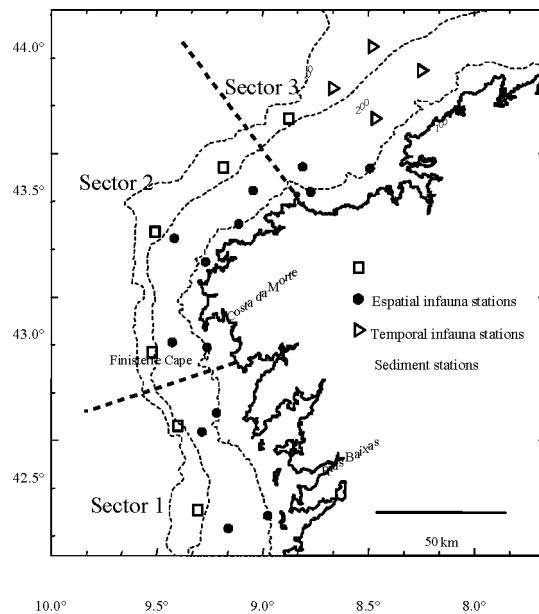 44.0°
Sector 3
200
100
Sector 2
43.5°
Costa da Morte
Espatial infauna stations
43.0°
Temporal infauna stations
Finisterre Cape
Sediment stations
Baixas
42.5°
Sector 1
50 km
10.0°
9.5°
9.0°
8.5°
8.0°